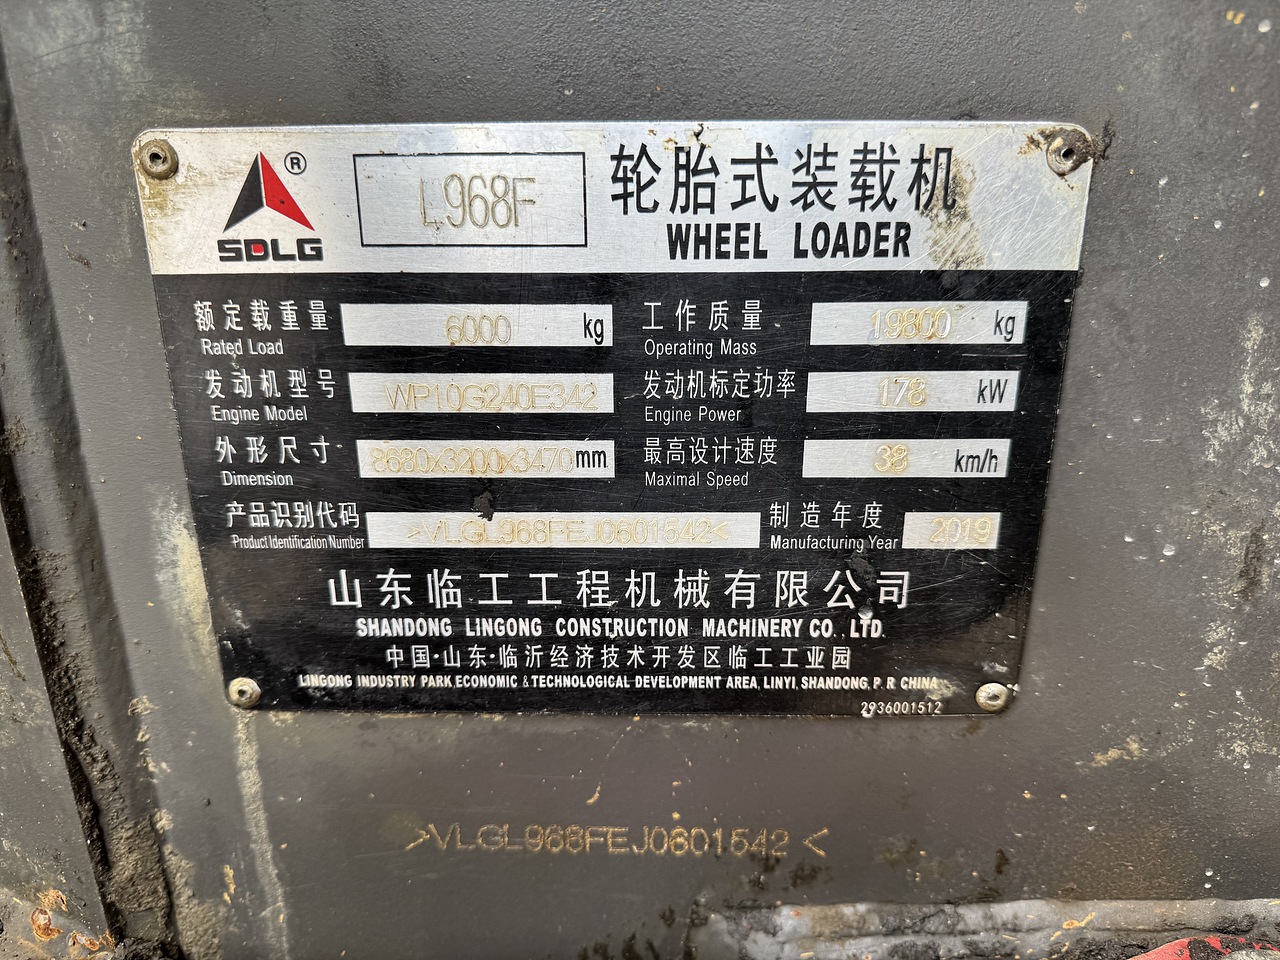 SDLG ®
L968F
轮胎式装载机
WHEEL LOADER
额定载重量 6000 kg 工作质量 19800 kg
Rated Load Operating Mass
发动机型号 WP10G240E342 发动机标定功率 178 kW
Engine Model Engine Power
外形尺寸 8680x3200x3470 mm 最高设计速度 38 km/h
Dimension Maximal Speed
产品识别代码 >VLGL968FEJ0601542< 制造年度 2019
Product Identification Number Manufacturing Year
山东临工工程机械有限公司
SHANDONG LINGONG CONSTRUCTION MACHINERY CO., LTD.
中国·山东·临沂经济技术开发区临工工业园
LINGONG INDUSTRY PARK,ECONOMIC & TECHNOLOGICAL DEVELOPMENT AREA, LINYI, SHANDONG, P. R. CHINA
2936001512
>VLGL968FEJ0601542<